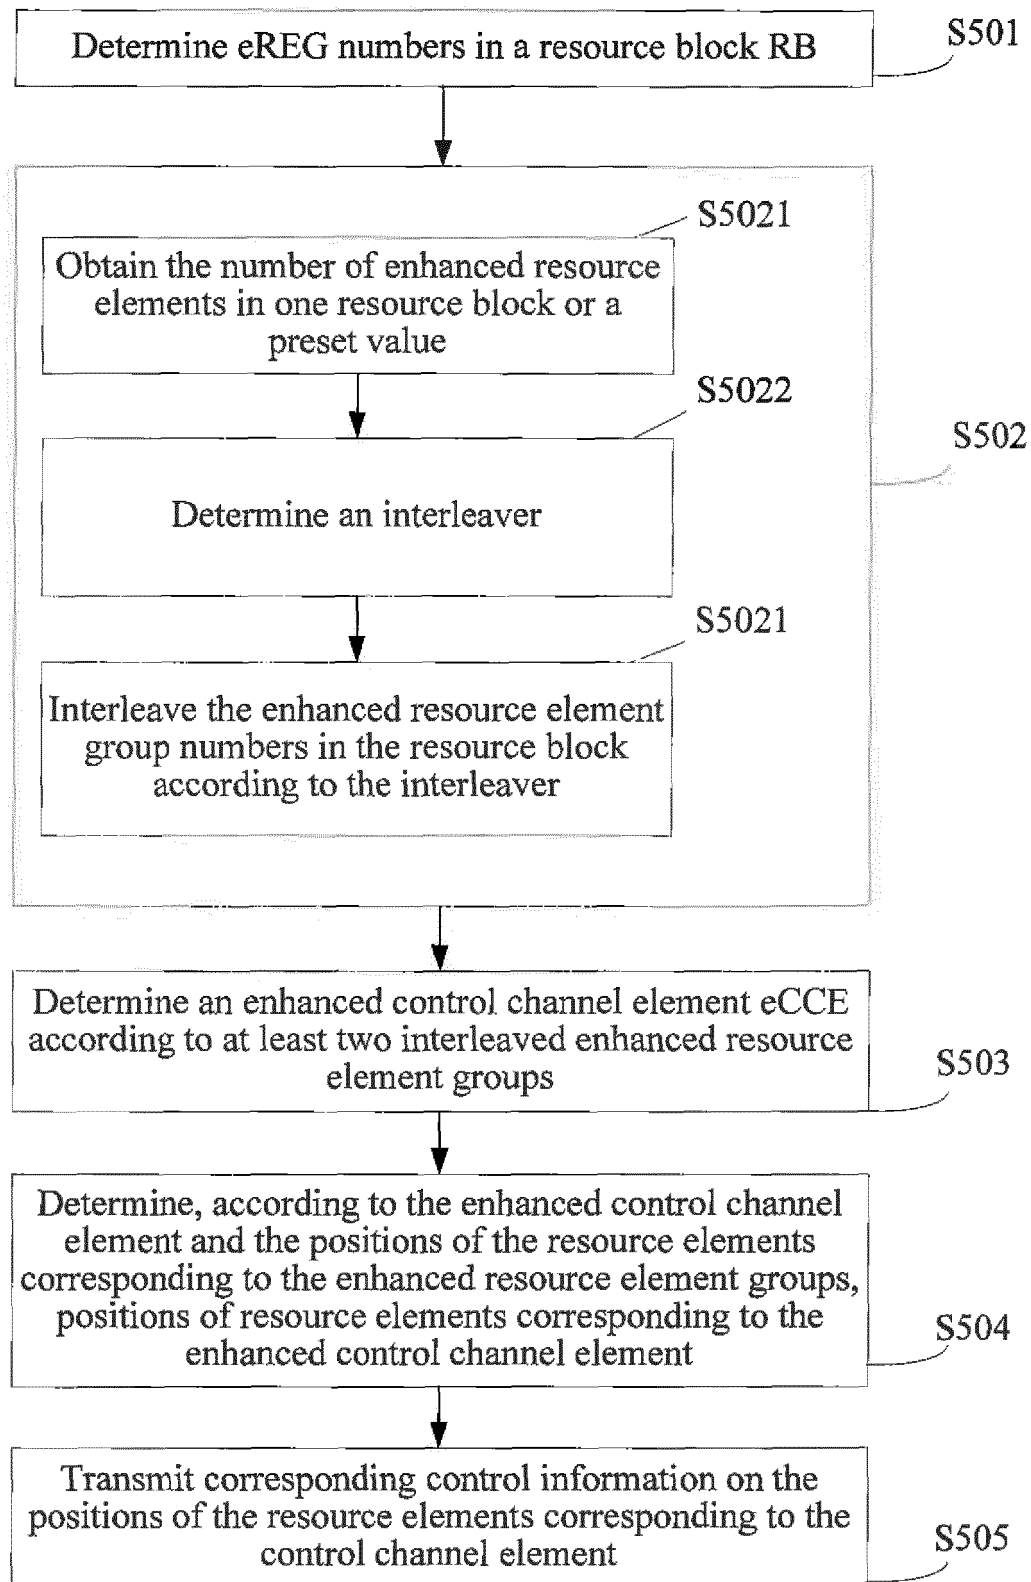 Determine eREG numbers in a resource block RB
S501
S5021
Obtain the number of enhanced resource
elements in one resource block or a
preset value
S5022
Determine an interleaver
S502
S5021
Interleave the enhanced resource element
group numbers in the resource block
according to the interleaver
Determine an enhanced control channel element eCCE
according to at least two interleaved enhanced resource
element groups
S503
Determine, according to the enhanced control channel
element and the positions of the resource elements
corresponding to the enhanced resource element groups,
positions of resource elements corresponding to the
enhanced control channel element
S504
Transmit corresponding control information on the
positions of the resource elements corresponding to the
control channel element
S505